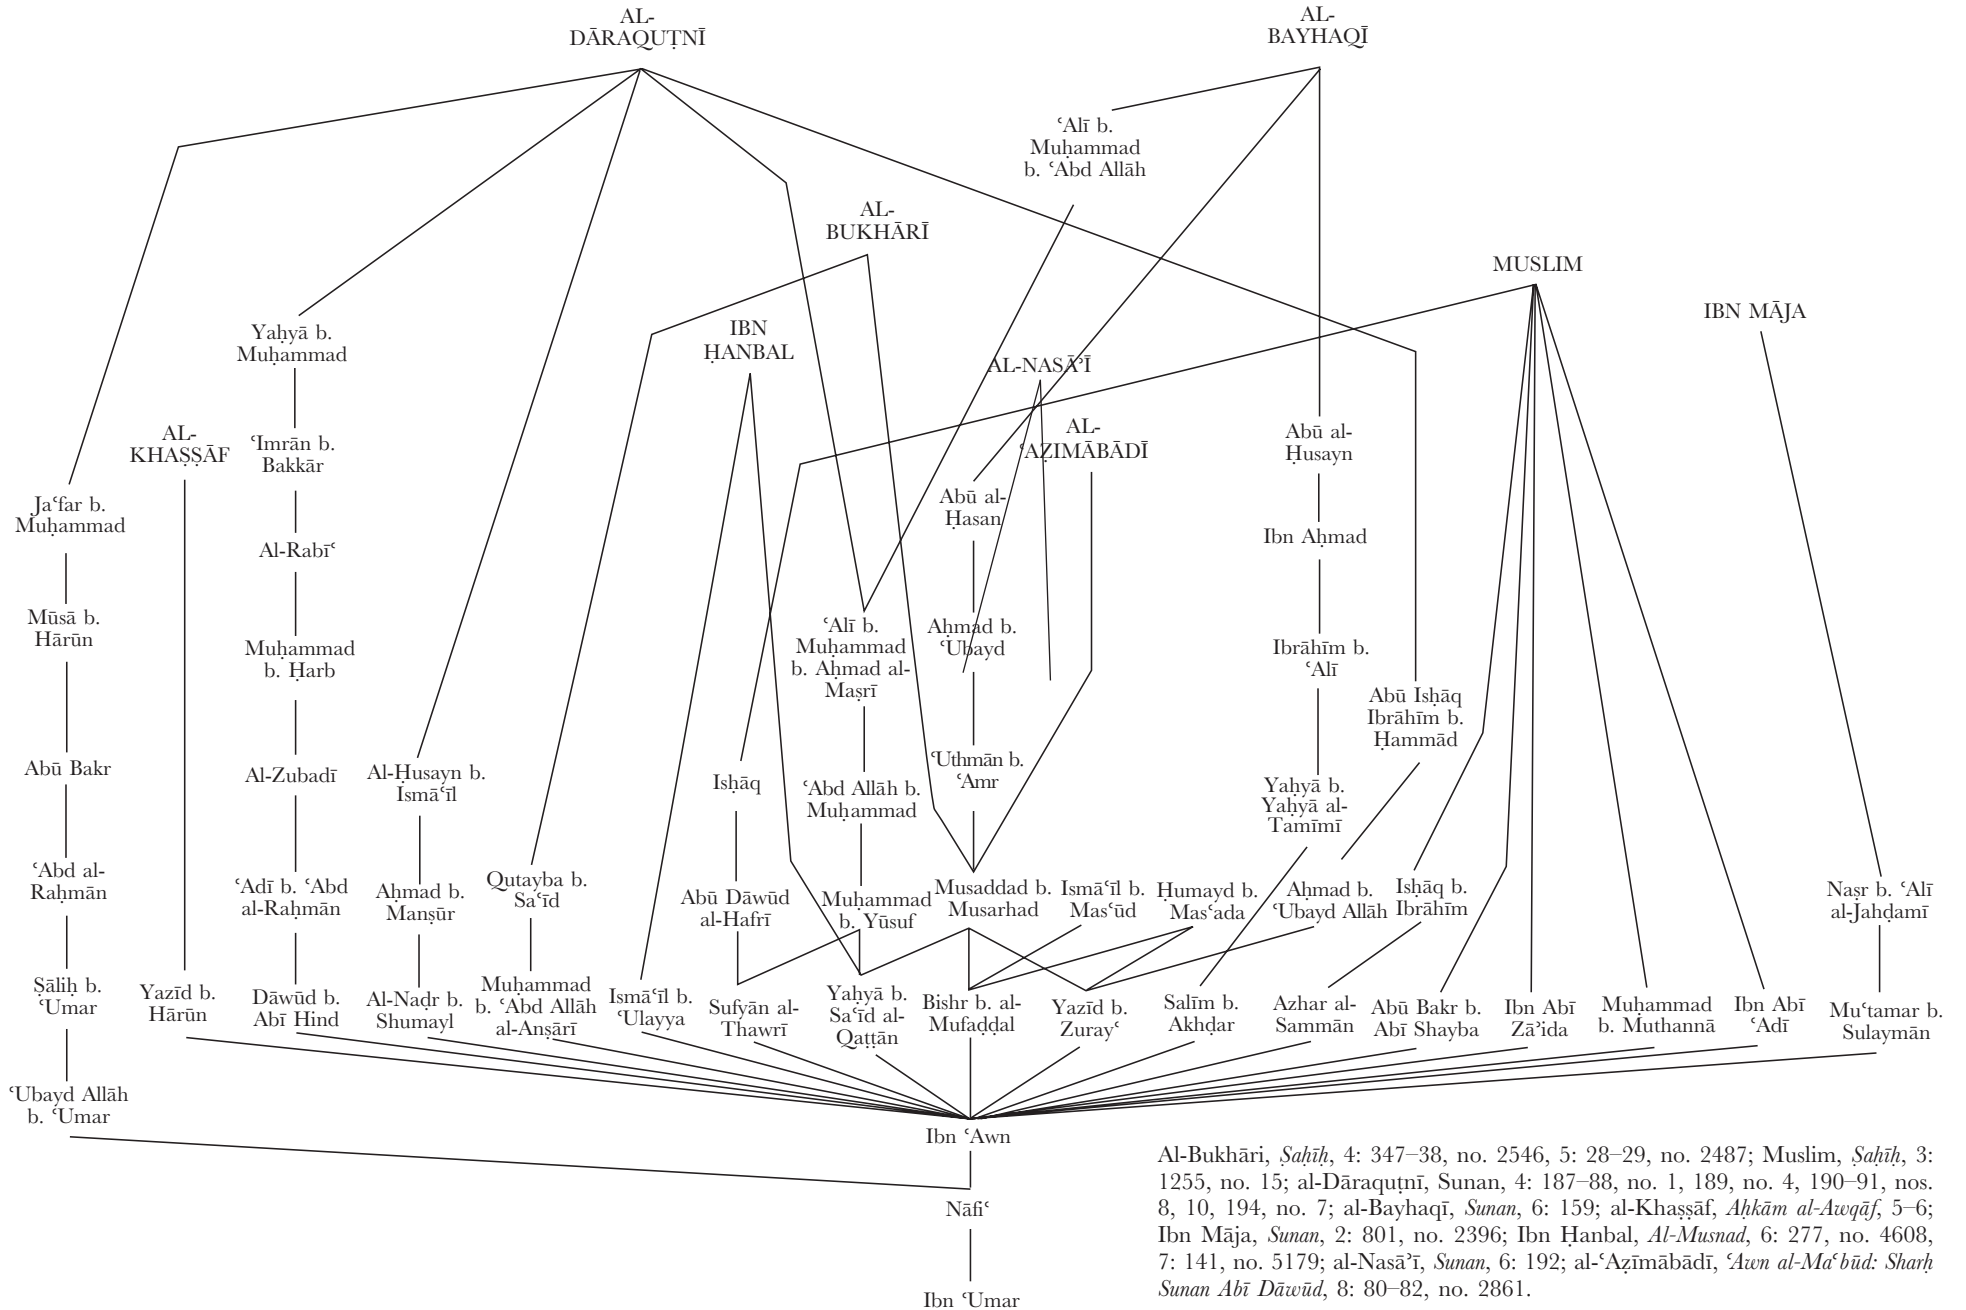 AL-
DĀRAQUṬNĪ
AL-
BAYHAQĪ
ʿAlī b.
Muḥammad
b. ʿAbd Allāh
AL-
BUKHĀRĪ
MUSLIM
IBN MĀJA
IBN
ḤANBAL
Yaḥyā b.
Muḥammad
AL-NASĀʾĪ
AL-
KHAṢṢĀF
ʿImrān b.
Bakkār
AL-
ʿAẒIMĀBĀDĪ
Abū al-
Ḥusayn
Jaʿfar b.
Muḥammad
Abū al-
Ḥasan
Al-Rabīʿ
Ibn Aḥmad
Mūsā b.
Hārūn
Muḥammad
b. Ḥarb
ʿAlī b.
Muḥammad
b. Aḥmad al-
Maṣrī
Aḥmad b.
ʿUbayd
Ibrāhīm b.
ʿAlī
Abū Isḥāq
Ibrāhīm b.
Ḥammād
Abū Bakr
Al-Zubadī
Al-Ḥusayn b.
Ismāʿīl
Isḥāq
ʿAbd Allāh b.
Muḥammad
ʿUthmān b.
ʿAmr
Yaḥyā b.
Yaḥyā al-
Tamīmī
ʿAbd al-
Raḥmān
ʿAdī b. ʿAbd
al-Raḥmān
Aḥmad b.
Manṣūr
Qutayba b.
Saʿīd
Abū Dāwūd
al-Hafrī
Muḥammad
b. Yūsuf
Musaddad b.
Musarhad
Ismāʿīl b.
Masʿūd
Ḥumayd b.
Masʿada
Aḥmad b.
ʿUbayd Allāh
Isḥāq b.
Ibrāhīm
Naṣr b. ʿAlī
al-Jahḍamī
Ṣāliḥ b.
ʿUmar
Yazīd b.
Hārūn
Dāwūd b.
Abī Hind
Al-Naḍr b.
Shumayl
Muḥammad
b. ʿAbd Allāh
al-Anṣārī
Ismāʿīl b.
ʿUlayya
Sufyān al-
Thawrī
Yaḥyā b.
Saʿīd al-
Qaṭṭān
Bishr b. al-
Mufaḍḍal
Yazīd b.
Zurayʿ
Salīm b.
Akhḍar
Azhar al-
Sammān
Abū Bakr b.
Abī Shayba
Ibn Abī
Zāʾida
Muḥammad
b. Muthannā
Ibn Abī
ʿAdī
Muʿtamar b.
Sulaymān
ʿUbayd Allāh
b. ʿUmar
Ibn ʿAwn
Nāfiʿ
Ibn ʿUmar
Al-Bukhāri, Ṣaḥīḥ, 4: 347–38, no. 2546, 5: 28–29, no. 2487; Muslim, Ṣaḥīḥ, 3:
1255, no. 15; al-Dāraquṭnī, Sunan, 4: 187–88, no. 1, 189, no. 4, 190–91, nos.
8, 10, 194, no. 7; al-Bayhaqī, Sunan, 6: 159; al-Khaṣṣāf, Aḥkām al-Awqāf, 5–6;
Ibn Māja, Sunan, 2: 801, no. 2396; Ibn Ḥanbal, Al-Musnad, 6: 277, no. 4608,
7: 141, no. 5179; al-Nasāʾī, Sunan, 6: 192; al-ʿAẓīmābādī, ʿAwn al-Maʿbūd: Sharḥ
Sunan Abī Dāwūd, 8: 80–82, no. 2861.